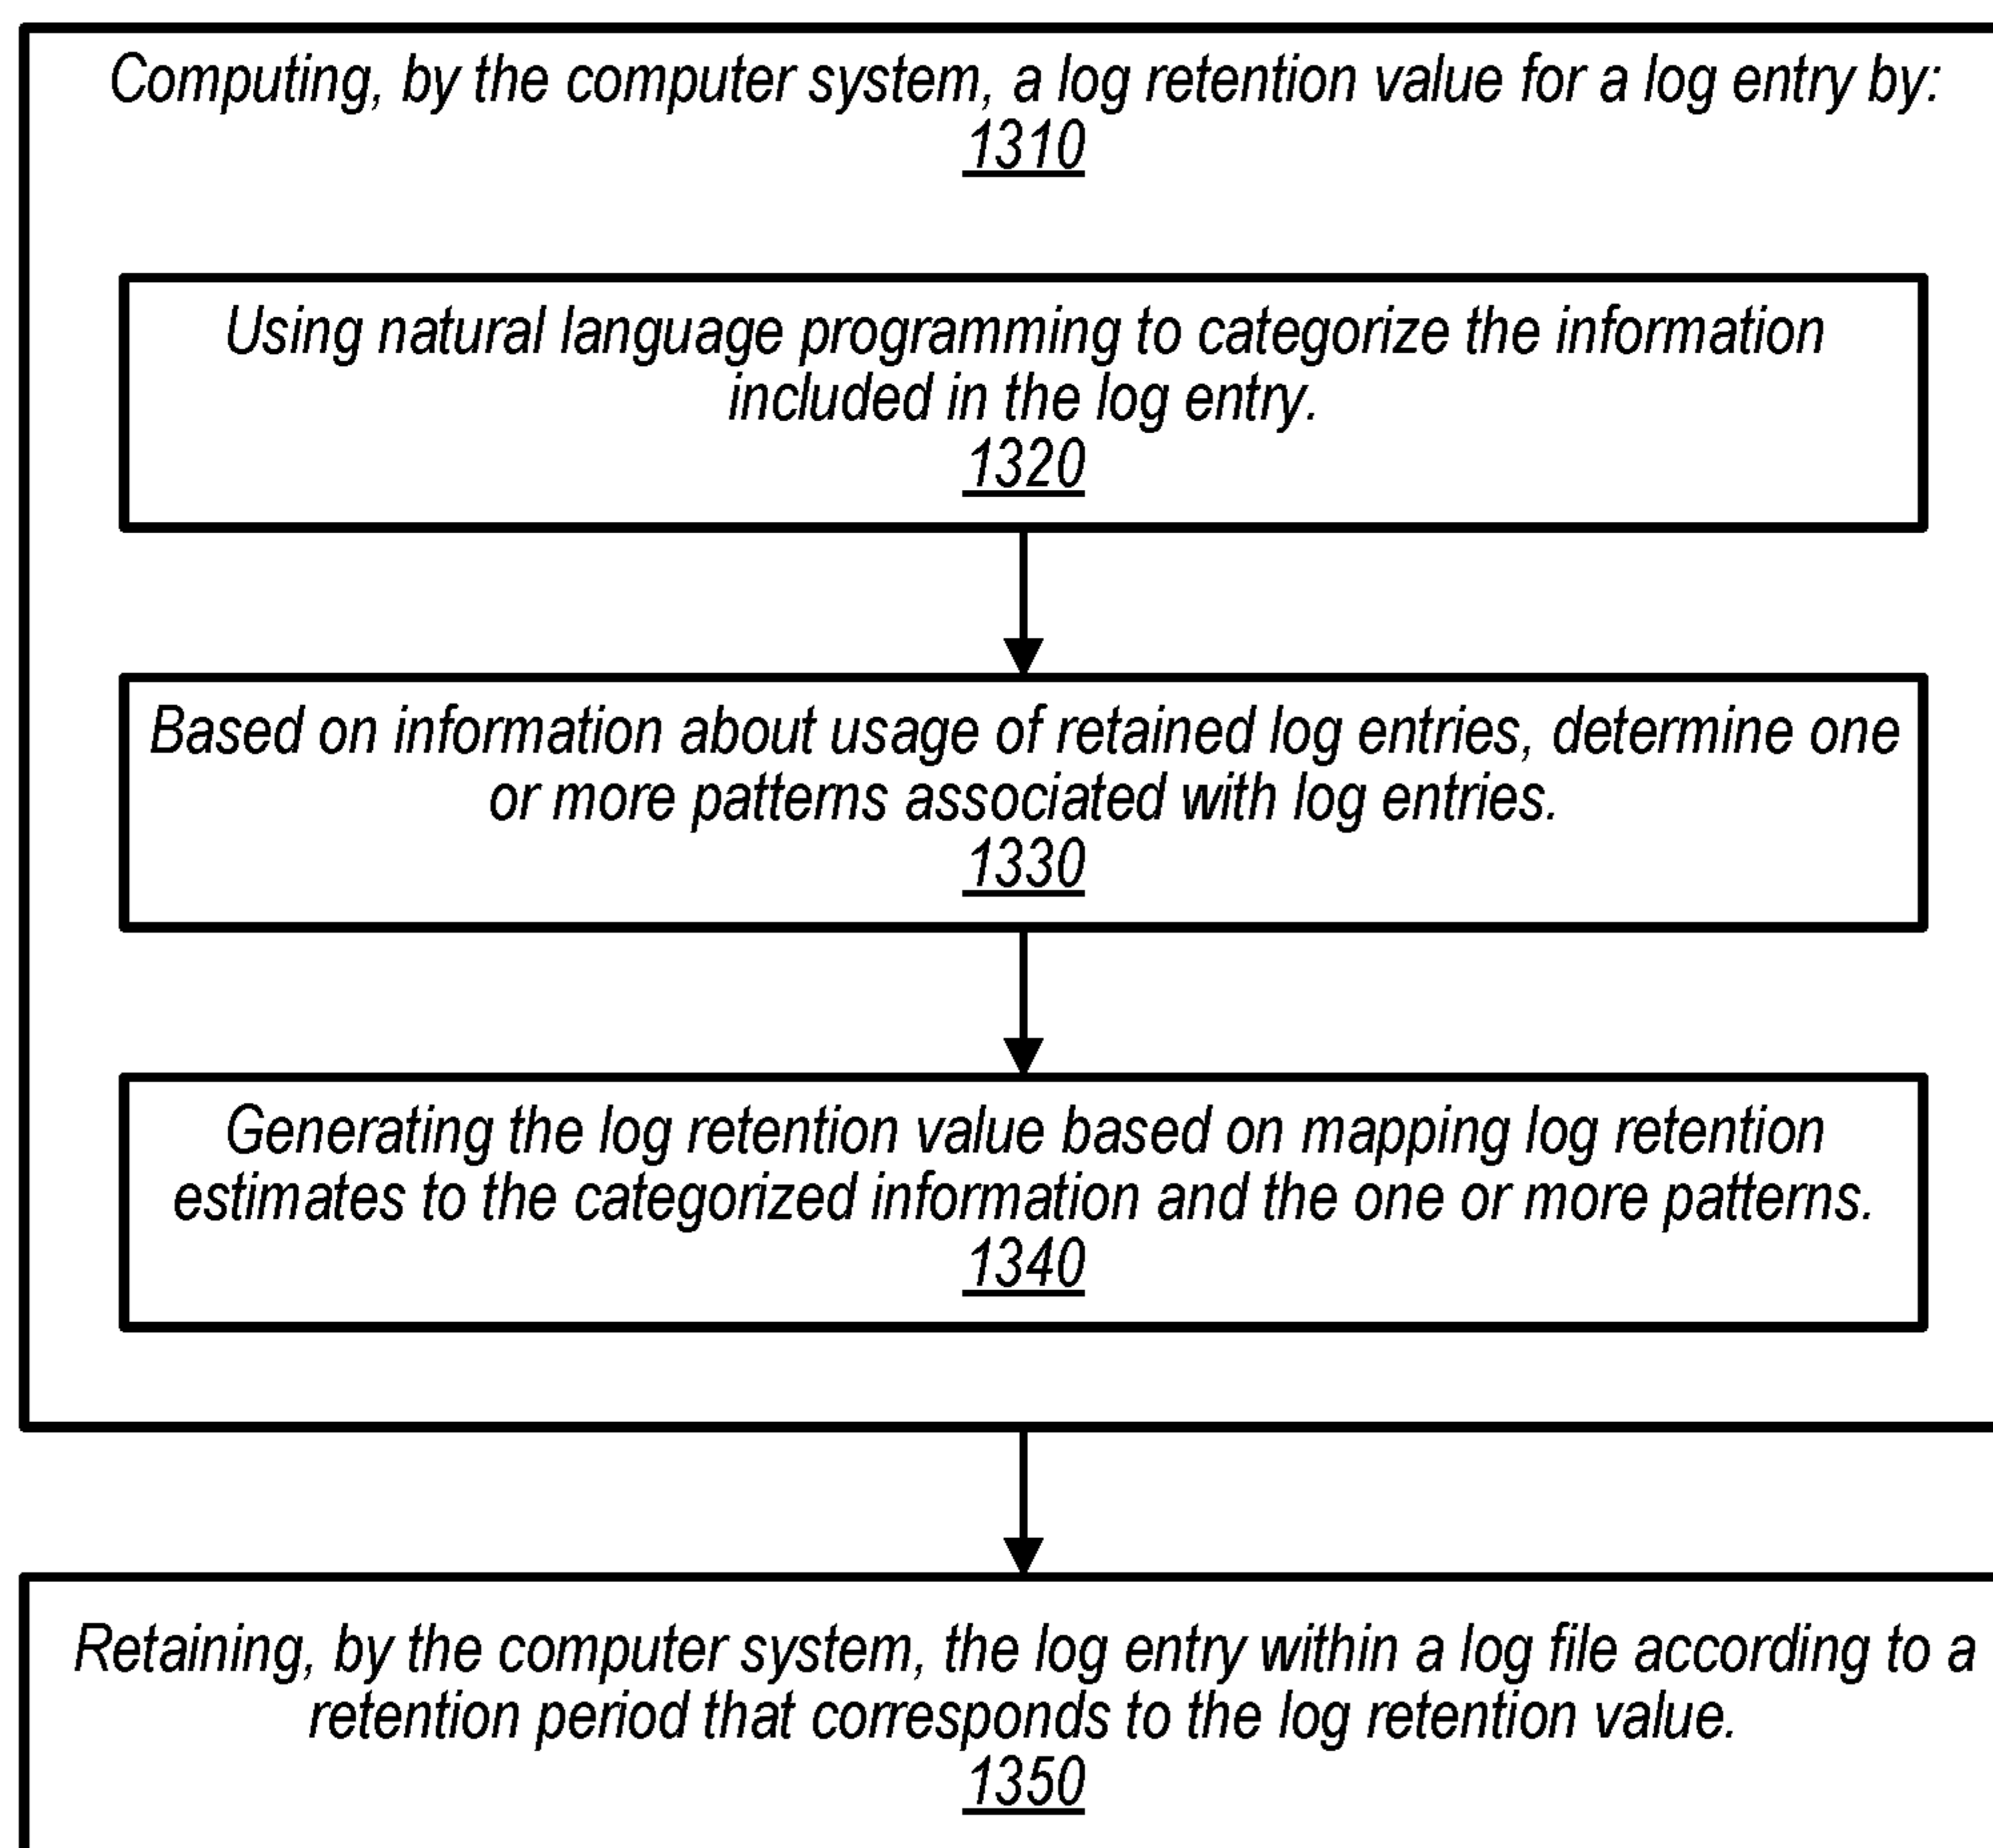 Computing, by the computer system, a log retention value for a log entry by:
1310
Using natural language programming to categorize the information
included in the log entry.
1320
Based on information about usage of retained log entries, determine one
or more patterns associated with log entries.
1330
Generating the log retention value based on mapping log retention
estimates to the categorized information and the one or more patterns.
1340
Retaining, by the computer system, the log entry within a log file according to a
retention period that corresponds to the log retention value.
1350